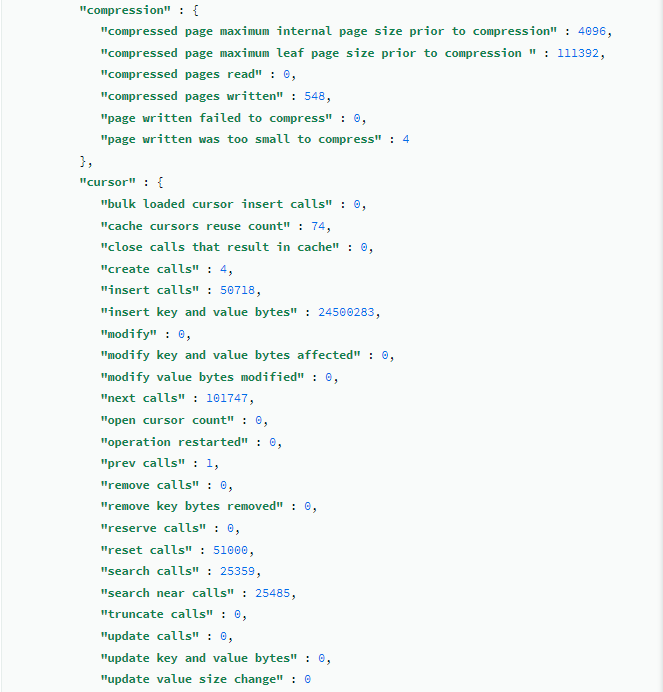 "compression" : {
"compressed page maximum internal page size prior to compression" : 4096,
"compressed page maximum leaf page size prior to compression " : 111392,
"compressed pages read" : 0,
"compressed pages written" : 548,
"page written failed to compress" : 0,
"page written was too small to compress" : 4
},
"cursor" : {
"bulk loaded cursor insert calls" : 0,
"cache cursors reuse count" : 74,
"close calls that result in cache" : 0,
"create calls" : 4,
"insert calls" : 50718,
"insert key and value bytes" : 24500283,
"modify" : 0,
"modify key and value bytes affected" : 0,
"modify value bytes modified" : 0,
"next calls" : 101747,
"open cursor count" : 0,
"operation restarted" : 0,
"prev calls" : 1,
"remove calls" : 0,
"remove key bytes removed" : 0,
"reserve calls" : 0,
"reset calls" : 51000,
"search calls" : 25359,
"search near calls" : 25485,
"truncate calls" : 0,
"update calls" : 0,
"update key and value bytes" : 0,
"update value size change" : 0